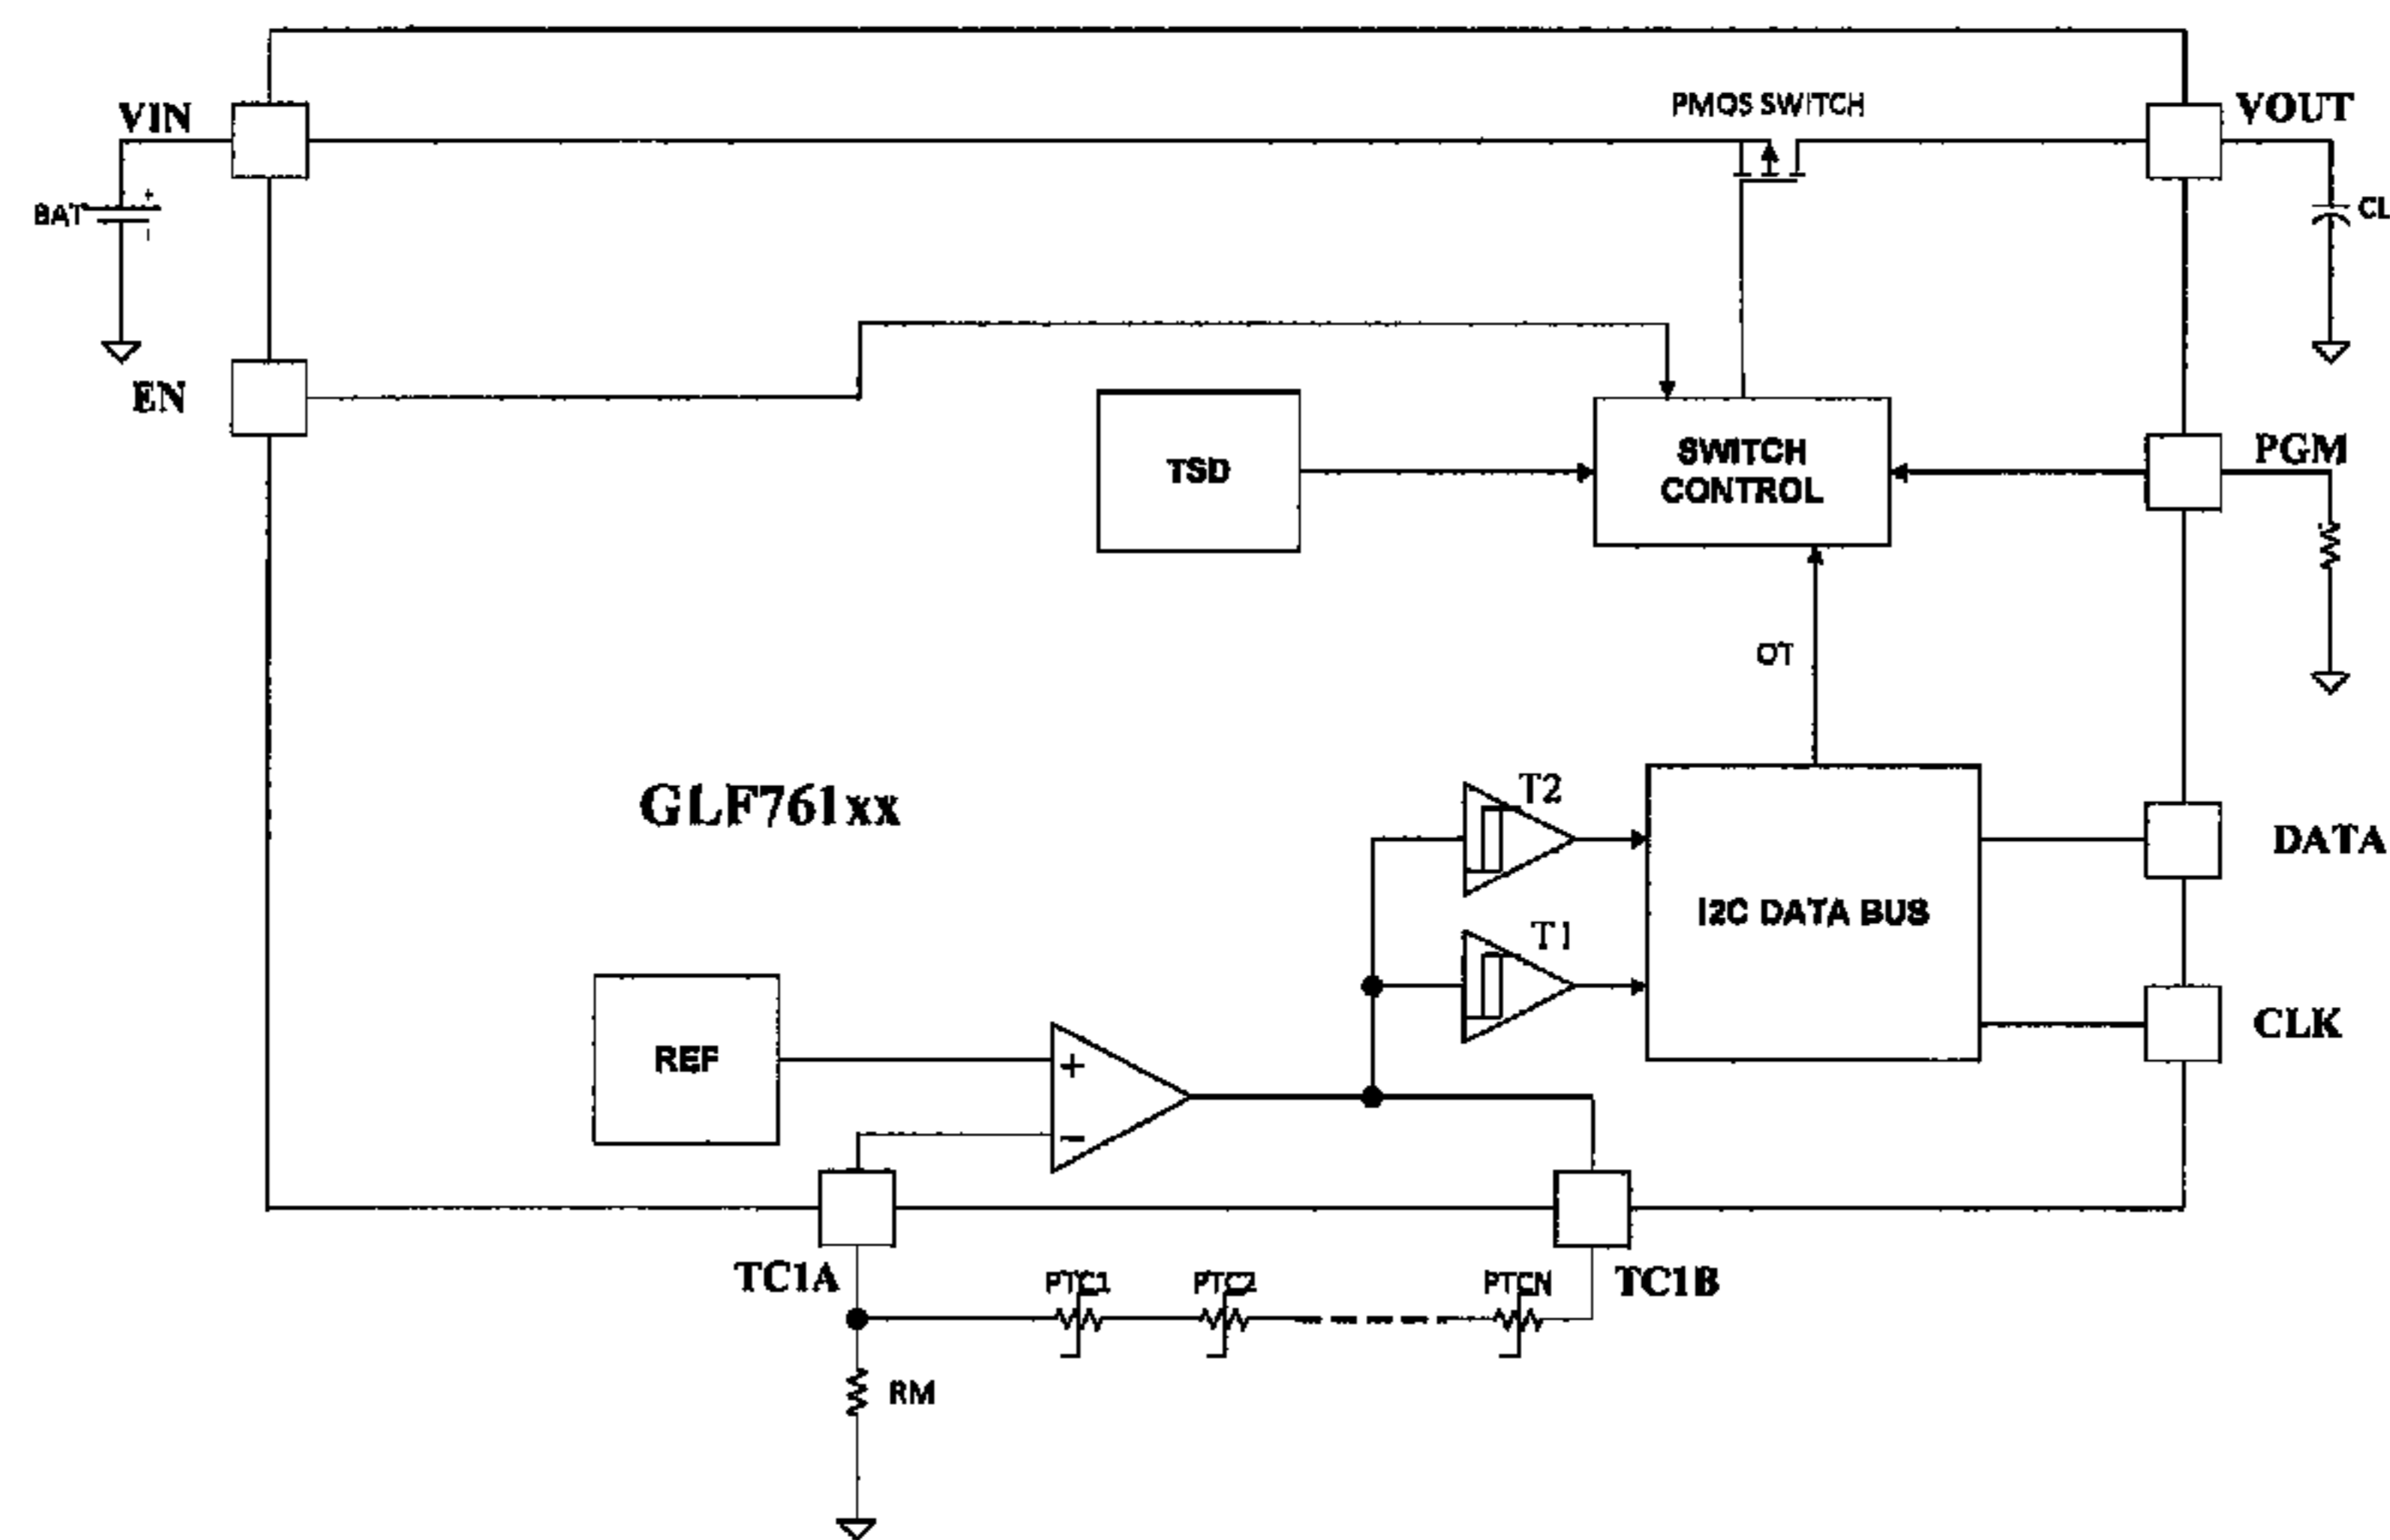 PMOS SWITCH
VIN
VOUT
BAT
+
-
CL
EN
TSD
SWITCH
CONTROL
PGM
OT
GLF761xx
T2
DATA
I2C DATA BUS
T1
REF
+
-
CLK
TC1A
PTC1
PTC2
PTCN
TC1B
RM